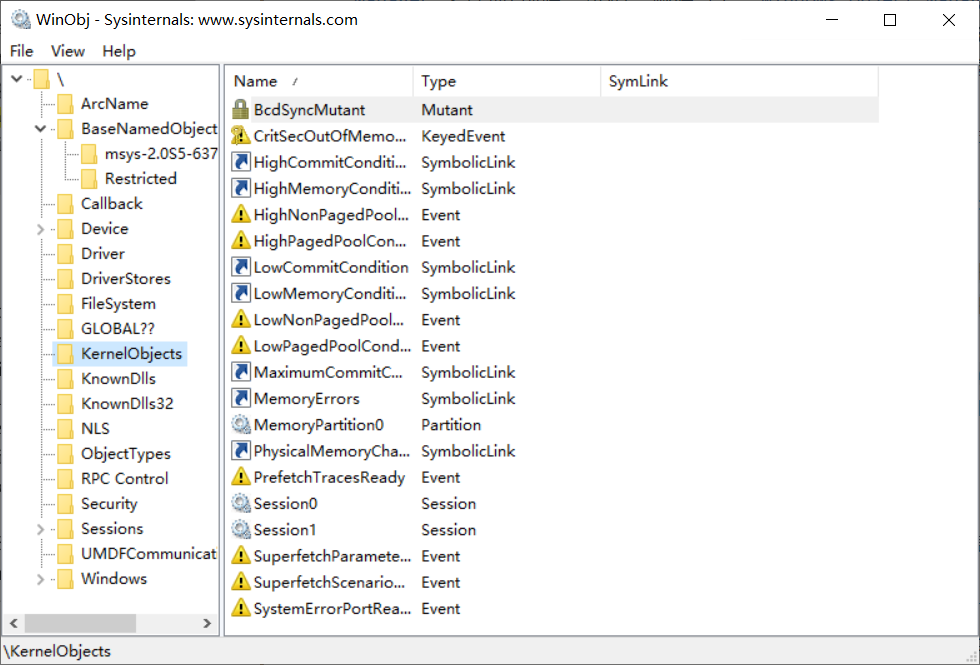 WinObj - Sysinternals: www.sysinternals.com
File View Help
\
ArcName
BaseNamedObject
msys-2.0S5-637
Restricted
Callback
Device
Driver
DriverStores
FileSystem
GLOBAL??
KernelObjects
KnownDlls
KnownDlls32
NLS
ObjectTypes
RPC Control
Security
Sessions
UMDFCommunicat
Windows
Name Type SymLink
BcdSyncMutant Mutant
CritSecOutOfMemo... KeyedEvent
HighCommitConditi... SymbolicLink
HighMemoryConditi... SymbolicLink
HighNonPagedPool... Event
HighPagedPoolCon... Event
LowCommitCondition SymbolicLink
LowMemoryConditi... SymbolicLink
LowNonPagedPool... Event
LowPagedPoolCond... Event
MaximumCommitC... SymbolicLink
MemoryErrors SymbolicLink
MemoryPartition0 Partition
PhysicalMemoryCha... SymbolicLink
PrefetchTracesReady Event
Session0 Session
Session1 Session
SuperfetchParamete... Event
SuperfetchScenario... Event
SystemErrorPortRea... Event
\KernelObjects